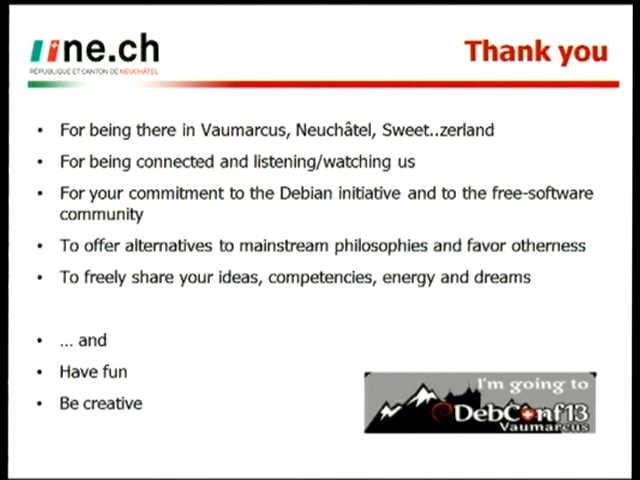 ne.ch
RÉPUBLIQUE ET CANTON DE NEUCHÂTEL
Thank you
• For being there in Vaumarcus, Neuchâtel, Sweet..zerland
• For being connected and listening/watching us
• For your commitment to the Debian initiative and to the free-software
community
• To offer alternatives to mainstream philosophies and favor otherness
• To freely share your ideas, competencies, energy and dreams
• ... and
• Have fun
• Be creative
I'm going to
DebConf13
Vaumarcus